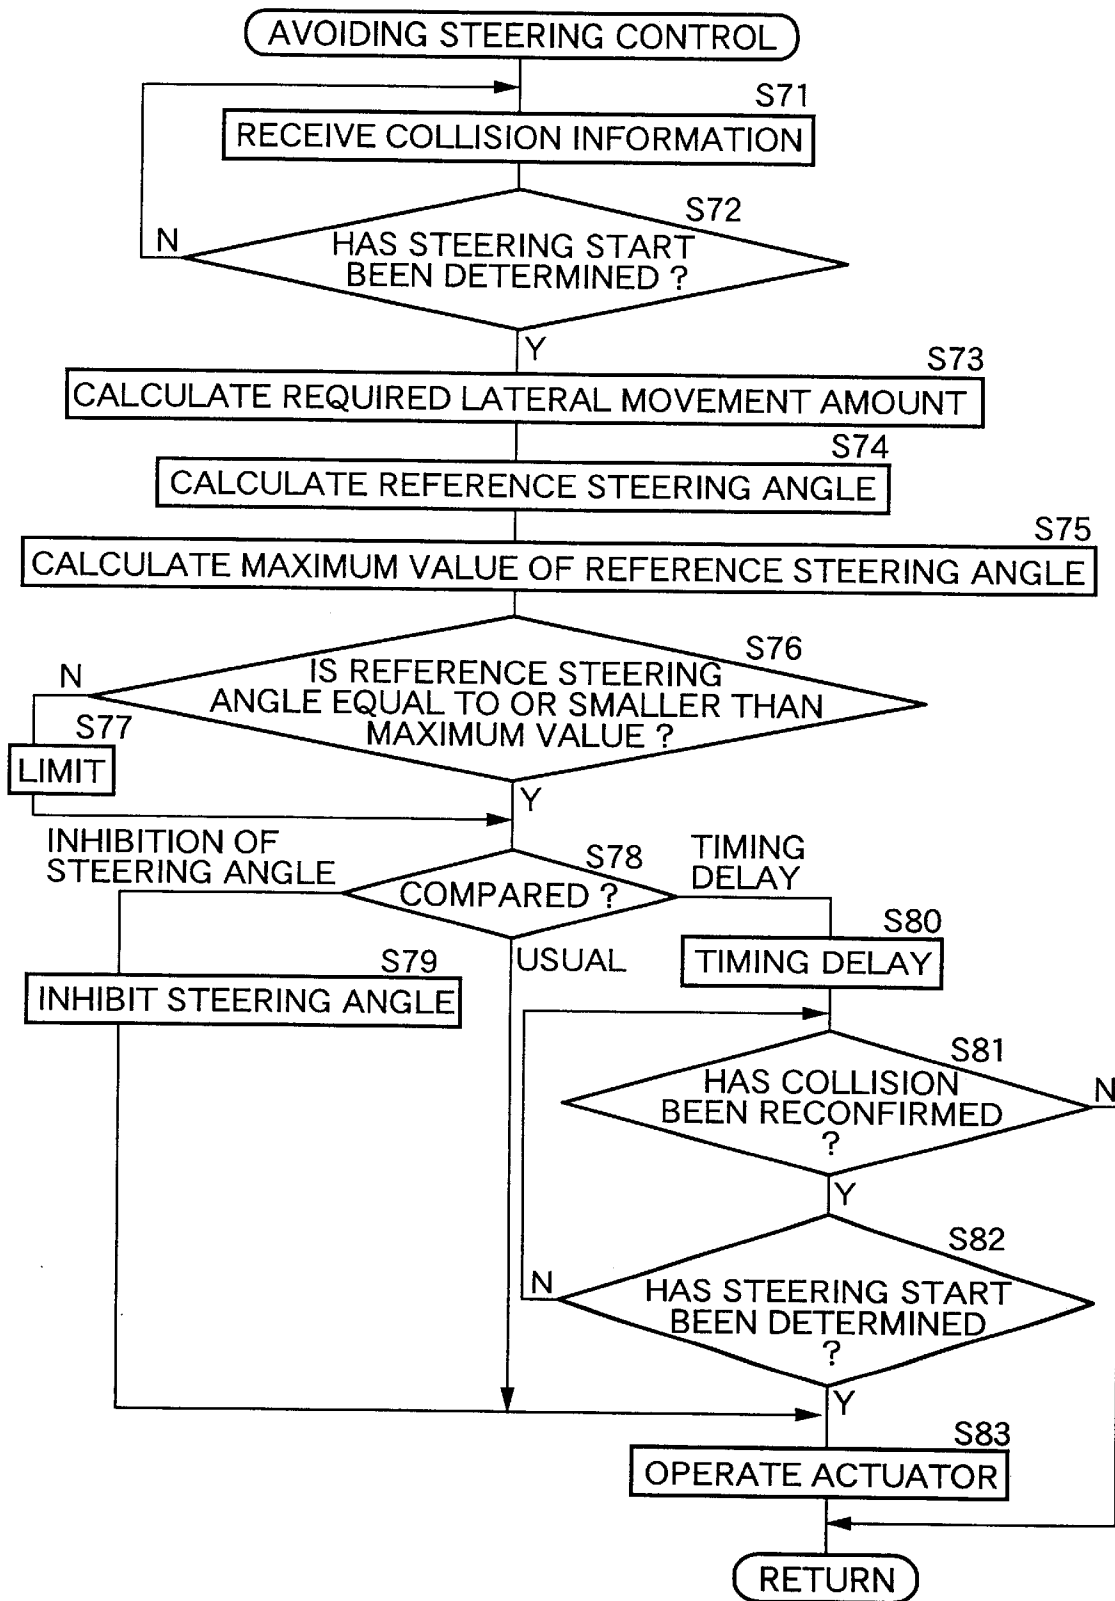 AVOIDING STEERING CONTROL
S71
RECEIVE COLLISION INFORMATION
S72
N
HAS STEERING START
BEEN DETERMINED ?
Y
S73
CALCULATE REQUIRED LATERAL MOVEMENT AMOUNT
S74
CALCULATE REFERENCE STEERING ANGLE
S75
CALCULATE MAXIMUM VALUE OF REFERENCE STEERING ANGLE
S76
N
IS REFERENCE STEERING
ANGLE EQUAL TO OR SMALLER THAN
MAXIMUM VALUE ?
S77
LIMIT
Y
INHIBITION OF
STEERING ANGLE
S78
COMPARED ?
TIMING
DELAY
S80
TIMING DELAY
USUAL
S79
INHIBIT STEERING ANGLE
S81
HAS COLLISION
BEEN RECONFIRMED
?
N
Y
S82
N
HAS STEERING START
BEEN DETERMINED
?
Y
S83
OPERATE ACTUATOR
RETURN